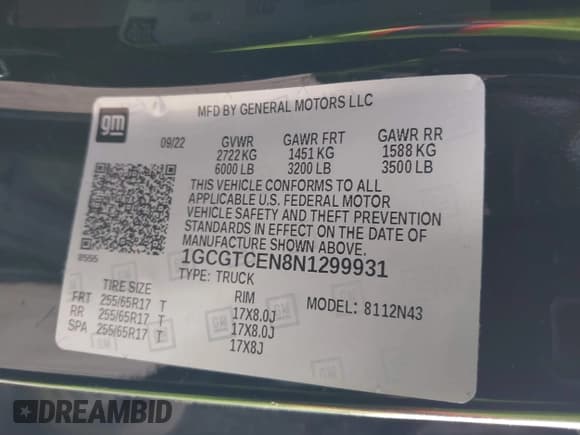 MFD BY GENERAL MOTORS LLC
gm
09/22 GVWR GAWR FRT GAWR RR
2722 KG 1451 KG 1588 KG
6000 LB 3200 LB 3500 LB
THIS VEHICLE CONFORMS TO ALL
APPLICABLE U.S. FEDERAL MOTOR
VEHICLE SAFETY AND THEFT PREVENTION
STANDARDS IN EFFECT ON THE DATE OF
MANUFACTURE SHOWN ABOVE.
1GCGTCEN8N1299931
TYPE: TRUCK
TIRE SIZE RIM MODEL: 8112N43
FRT 255/65R17 T 17X8.0J
RR 255/65R17 T 17X8.0J
SPA 255/65R17 T 17X8J
GM
DREAMBID